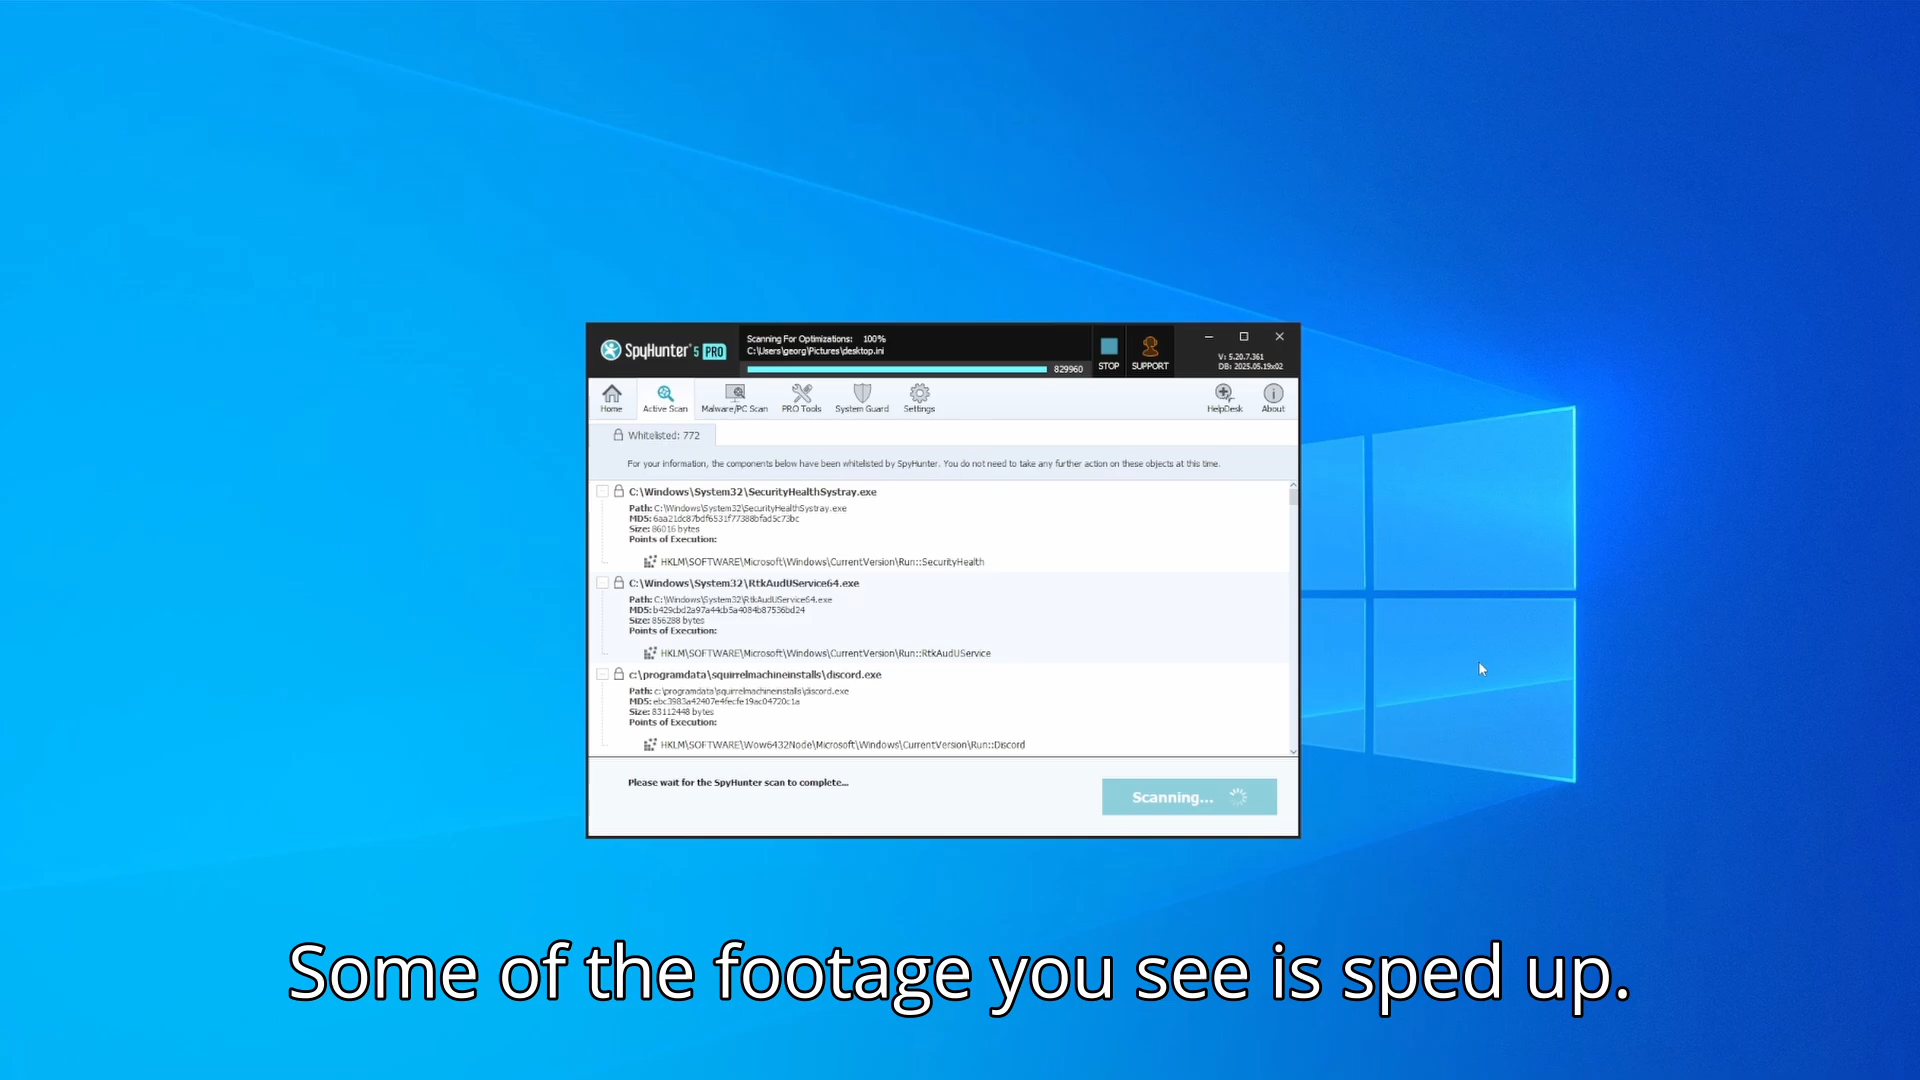 SpyHunter® 5 PRO
Scanning For Optimizations: 100%
C:\Users\georg\Pictures\desktop.ini
829960
STOP
SUPPORT
V: 5.20.7.361
DB: 2025.05.19x02
Home
Active Scan
Malware/PC Scan
PRO Tools
System Guard
Settings
HelpDesk
About
Whitelisted: 772
For your information, the components below have been whitelisted by SpyHunter. You do not need to take any further action on these objects at this time.
C:\Windows\System32\SecurityHealthSystray.exe
Path: C:\Windows\System32\SecurityHealthSystray.exe
MD5: 6aa21dc87bdf6531f77388bfad5c73bc
Size: 86016 bytes
Points of Execution:
HKLM\SOFTWARE\Microsoft\Windows\CurrentVersion\Run::SecurityHealth
C:\Windows\System32\RtkAudUService64.exe
Path: C:\Windows\System32\RtkAudUService64.exe
MD5: b429cbd2a97a44cb5a4084b87536bd24
Size: 856288 bytes
Points of Execution:
HKLM\SOFTWARE\Microsoft\Windows\CurrentVersion\Run::RtkAudUService
c:\programdata\squirrelmachineinstalls\discord.exe
Path: c:\programdata\squirrelmachineinstalls\discord.exe
MD5: ebc3983a42407e4fecfe19ac04720c1a
Size: 83112448 bytes
Points of Execution:
HKLM\SOFTWARE\Wow6432Node\Microsoft\Windows\CurrentVersion\Run::Discord
Please wait for the SpyHunter scan to complete...
Scanning...
Some of the footage you see is sped up.